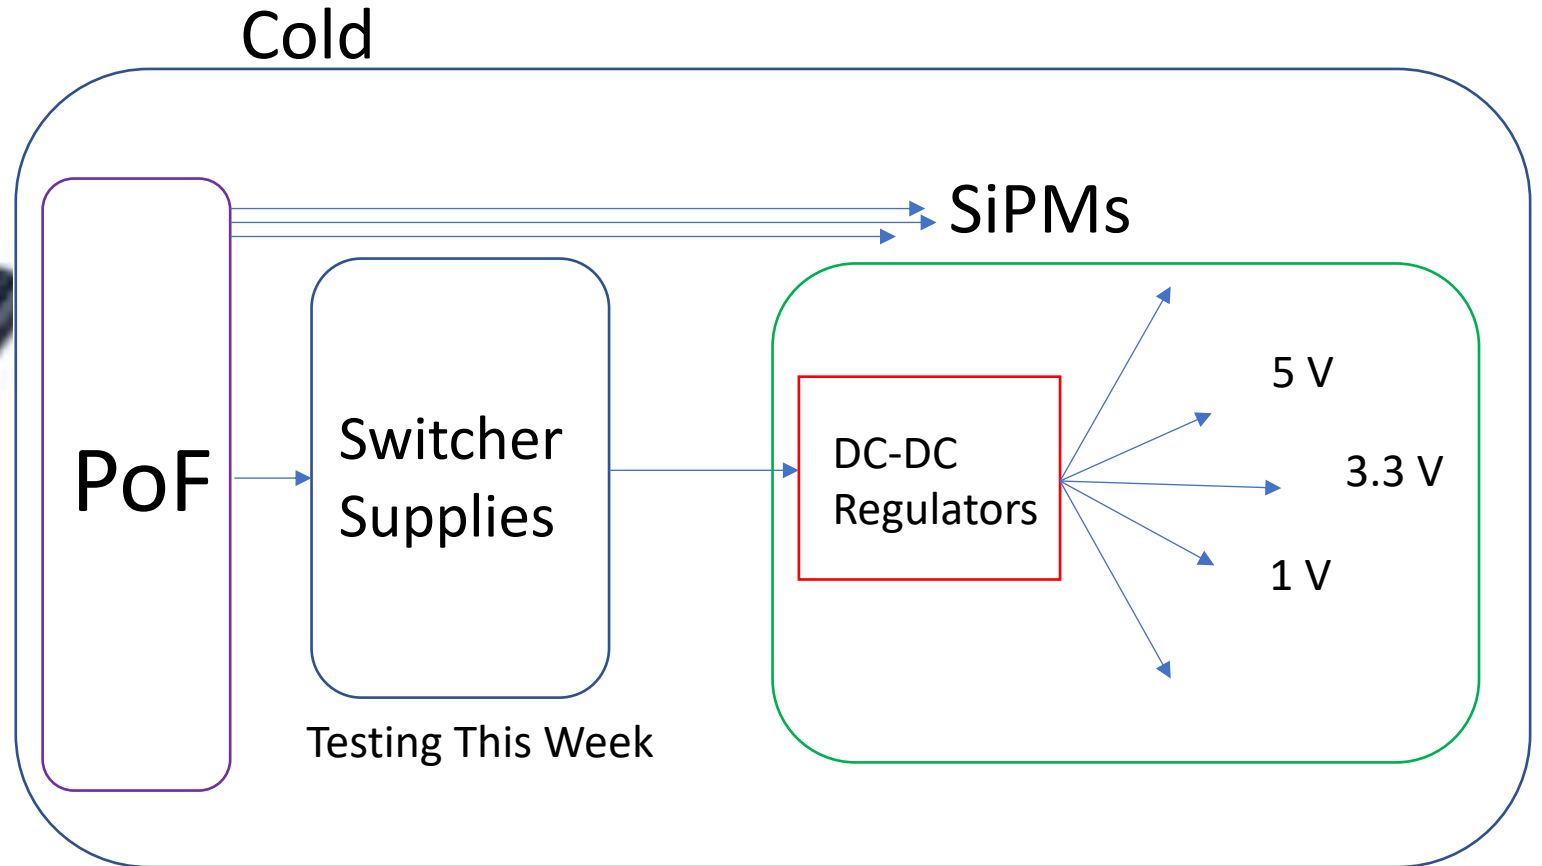 Cold
SiPMs
PoF
Switcher
Supplies
Testing This Week
DC-DC
Regulators
5 V
3.3 V
1 V